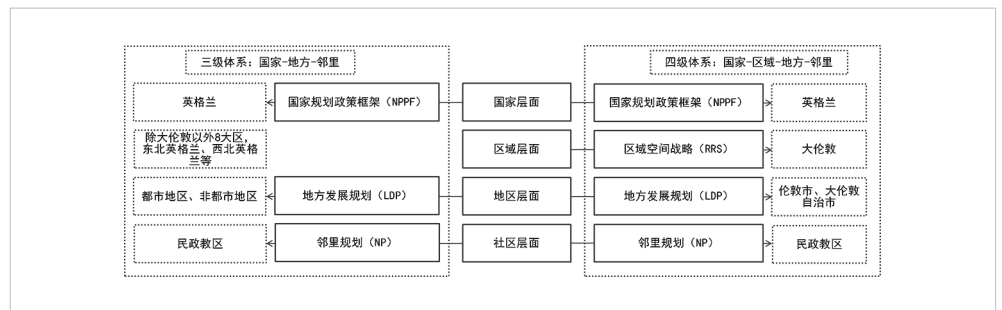 三级体系：国家-地方-邻里
四级体系：国家-区域-地方-邻里
英格兰
国家规划政策框架（NPPF）
国家层面
国家规划政策框架（NPPF）
英格兰
除大伦敦以外8大区，
东北英格兰、西北英格
兰等
区域层面
区域空间战略（RRS）
大伦敦
都市地区、非都市地区
地方发展规划（LDP）
地区层面
地方发展规划（LDP）
伦敦市、大伦敦
自治市
民政教区
邻里规划（NP）
社区层面
邻里规划（NP）
民政教区